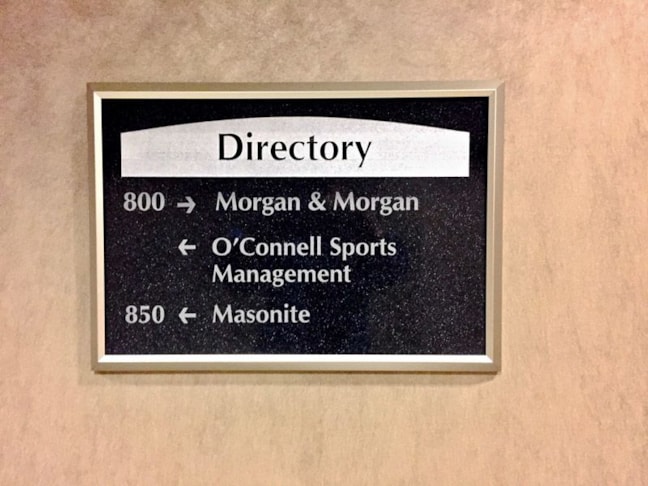 Directory
800 → Morgan & Morgan
← O'Connell Sports
Management
850 ← Masonite